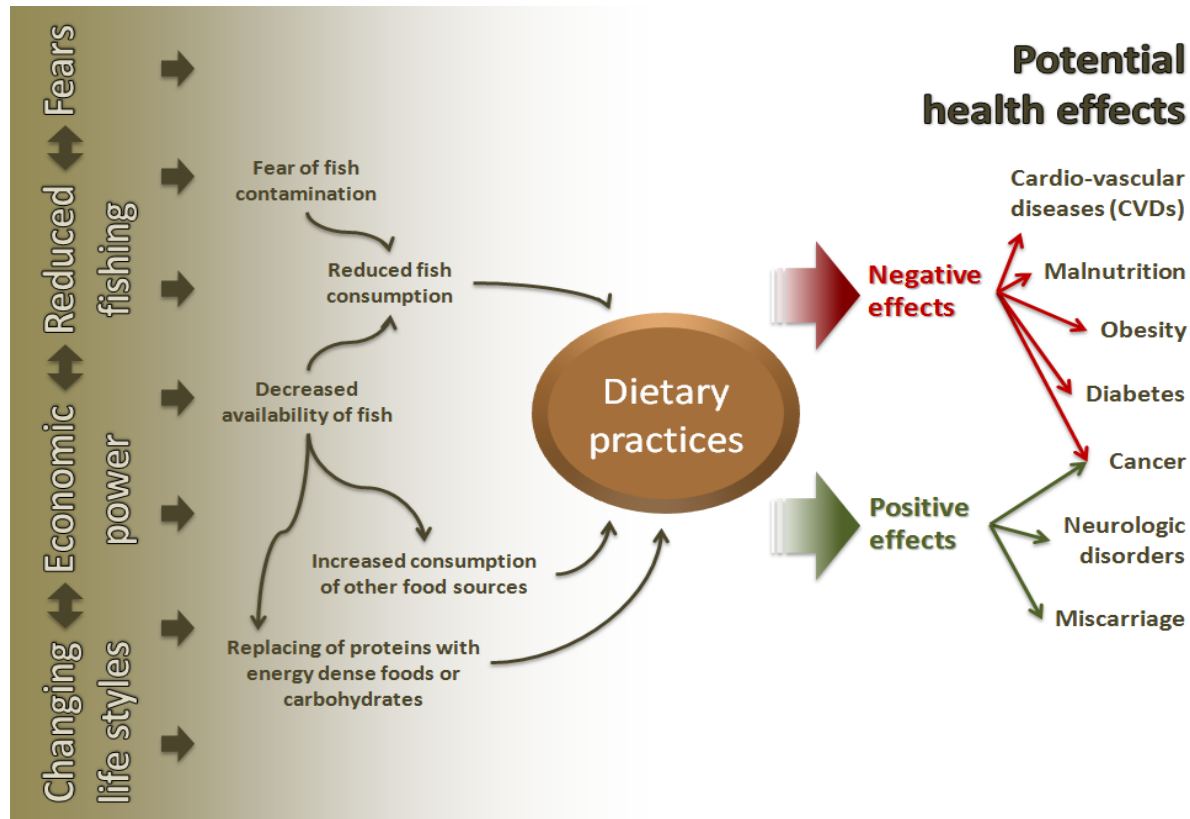 Fears
Reduced
fishing
Economic
power
Changing
life styles
Fear of fish
contamination
Reduced fish
consumption
Decreased
availability of fish
Increased consumption
of other food sources
Replacing of proteins with
energy dense foods or
carbohydrates
Dietary
practices
Potential
health effects
Negative
effects
Positive
effects
Cardio-vascular
diseases (CVDs)
Malnutrition
Obesity
Diabetes
Cancer
Neurologic
disorders
Miscarriage